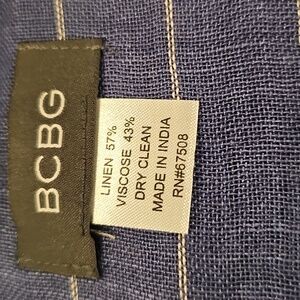 BCBG
LINEN 57%
VISCOSE 43%
DRY CLEAN
MADE IN INDIA
RN#67508